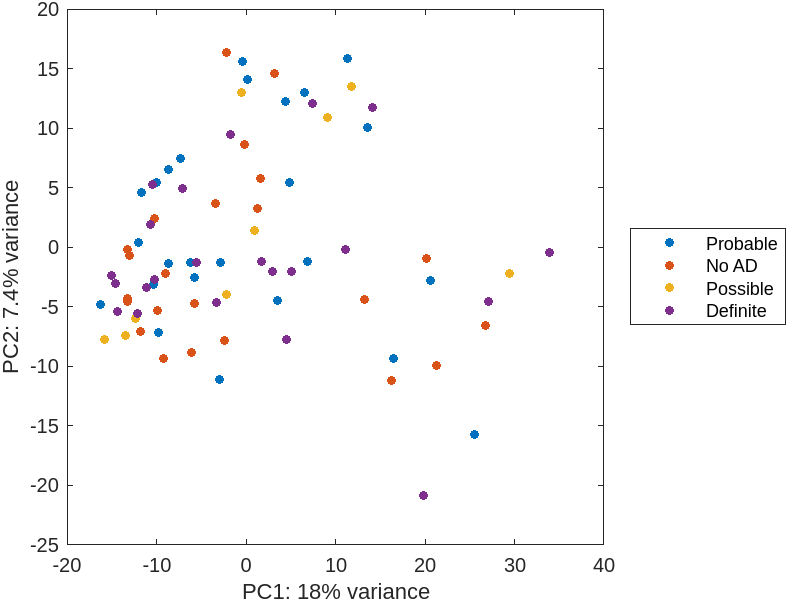 20
15
10
5
0
-5
-10
-15
-20
-25
-20 -10 0 10 20 30 40
PC1: 18% variance
PC2: 7.4% variance
Probable
No AD
Possible
Definite